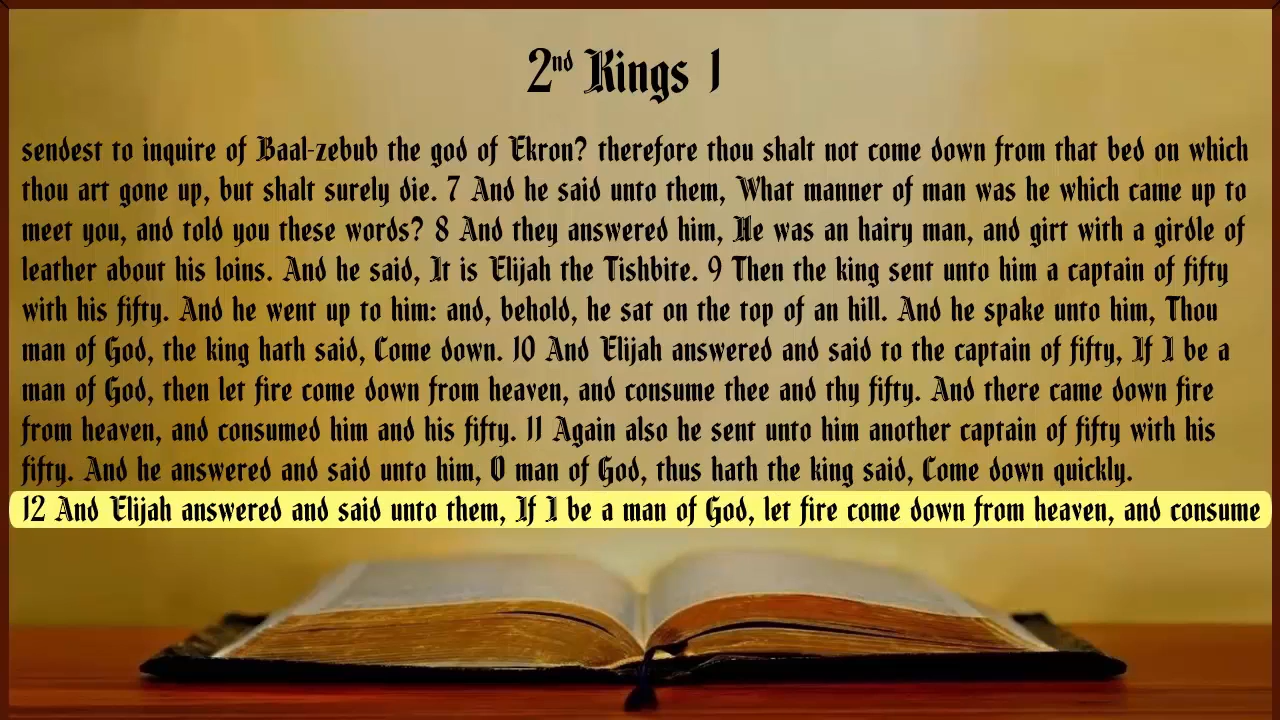 2nd Kings 1
sendest to inquire of Baal-zebub the god of Ekron? therefore thou shalt not come down from that bed on which
thou art gone up, but shalt surely die. 7 And he said unto them, What manner of man was he which came up to
meet you, and told you these words? 8 And they answered him, He was an hairy man, and girt with a girdle of
leather about his loins. And he said, It is Elijah the Tishbite. 9 Then the king sent unto him a captain of fifty
with his fifty. And he went up to him: and, behold, he sat on the top of an hill. And he spake unto him, Thou
man of God, the king hath said, Come down. 10 And Elijah answered and said to the captain of fifty, If I be a
man of God, then let fire come down from heaven, and consume thee and thy fifty. And there came down fire
from heaven, and consumed him and his fifty. 11 Again also he sent unto him another captain of fifty with his
fifty. And he answered and said unto him, O man of God, thus hath the king said, Come down quickly.
12 And Elijah answered and said unto them, If I be a man of God, let fire come down from heaven, and consume